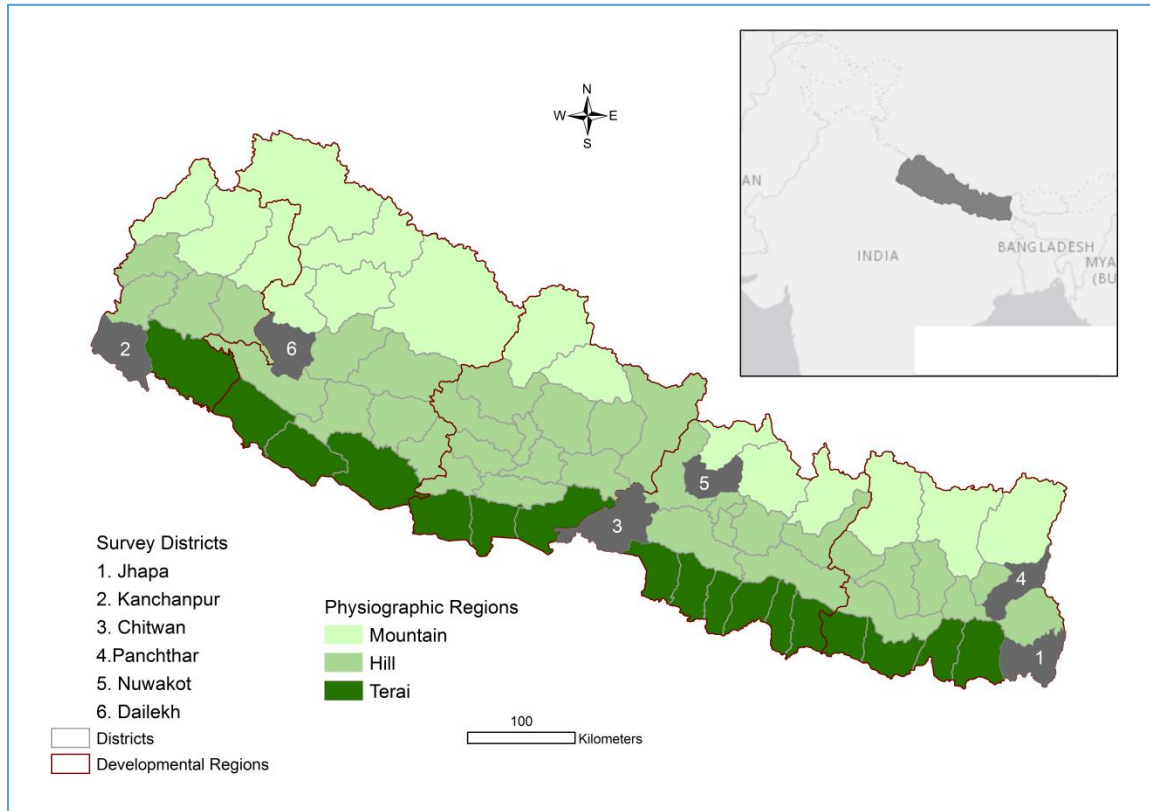 N
W E
S
AN
INDIA
BANGLADESH
MYA
(BU
2
6
5
3
4
1
Survey Districts
1. Jhapa
2. Kanchanpur
3. Chitwan
4.Panchthar
5. Nuwakot
6. Dailekh
Districts
Developmental Regions
Physiographic Regions
Mountain
Hill
Terai
100
Kilometers